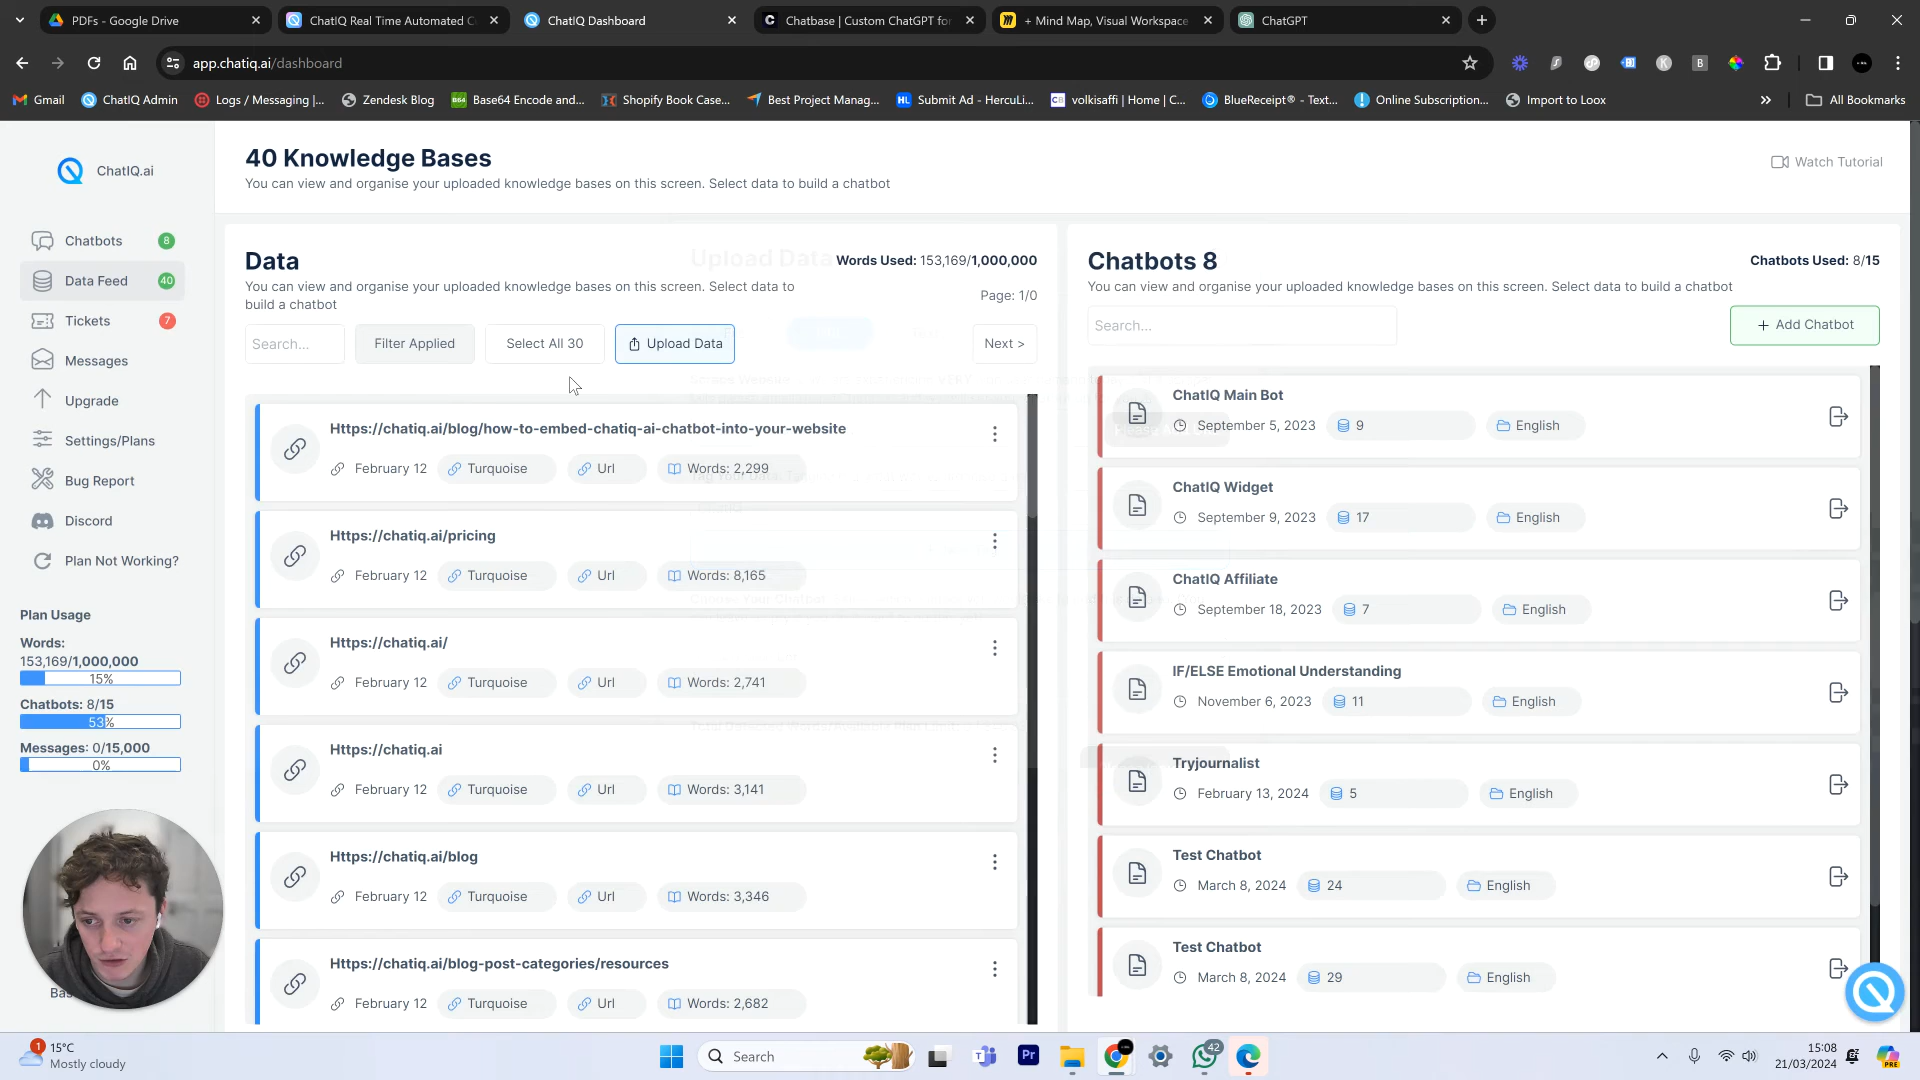 PDFs - Google Drive
ChatIQ Real Time Automated C
ChatIQ Dashboard
Chatbase | Custom ChatGPT for
+ Mind Map, Visual Workspace
ChatGPT
app.chatiq.ai/dashboard
Gmail
ChatIQ Admin
Logs / Messaging |...
Zendesk Blog
Base64 Encode and...
Shopify Book Case...
Best Project Manag...
Submit Ad - HercuLi...
volkisaffi | Home | C...
BlueReceipt® - Text...
Online Subscription...
Import to Loox
All Bookmarks
ChatIQ.ai
40 Knowledge Bases
You can view and organise your uploaded knowledge bases on this screen. Select data to build a chatbot
Watch Tutorial
Chatbots 8
Data Feed 40
Tickets 7
Messages
Upgrade
Settings/Plans
Bug Report
Discord
Plan Not Working?
Plan Usage
Words:
153,169/1,000,000
15%
Chatbots: 8/15
53%
Messages: 0/15,000
0%
Data
Upload Data
Words Used: 153,169/1,000,000
You can view and organise your uploaded knowledge bases on this screen. Select data to
build a chatbot
Page: 1/0
Search...
Filter Applied
Select All 30
Upload Data
Next >
Https://chatiq.ai/blog/how-to-embed-chatiq-ai-chatbot-into-your-website
February 12 Turquoise Url Words: 2,299
Https://chatiq.ai/pricing
February 12 Turquoise Url Words: 8,165
Https://chatiq.ai/
February 12 Turquoise Url Words: 2,741
Https://chatiq.ai
February 12 Turquoise Url Words: 3,141
Https://chatiq.ai/blog
February 12 Turquoise Url Words: 3,346
Https://chatiq.ai/blog-post-categories/resources
February 12 Turquoise Url Words: 2,682
Chatbots 8
Chatbots Used: 8/15
You can view and organise your uploaded knowledge bases on this screen. Select data to build a chatbot
Search...
+ Add Chatbot
ChatIQ Main Bot
September 5, 2023 9 English
ChatIQ Widget
September 9, 2023 17 English
ChatIQ Affiliate
September 18, 2023 7 English
IF/ELSE Emotional Understanding
November 6, 2023 11 English
Tryjournalist
February 13, 2024 5 English
Test Chatbot
March 8, 2024 24 English
Test Chatbot
March 8, 2024 29 English
1
15°C
Mostly cloudy
Search
Pr
42
15:08
21/03/2024
PRE